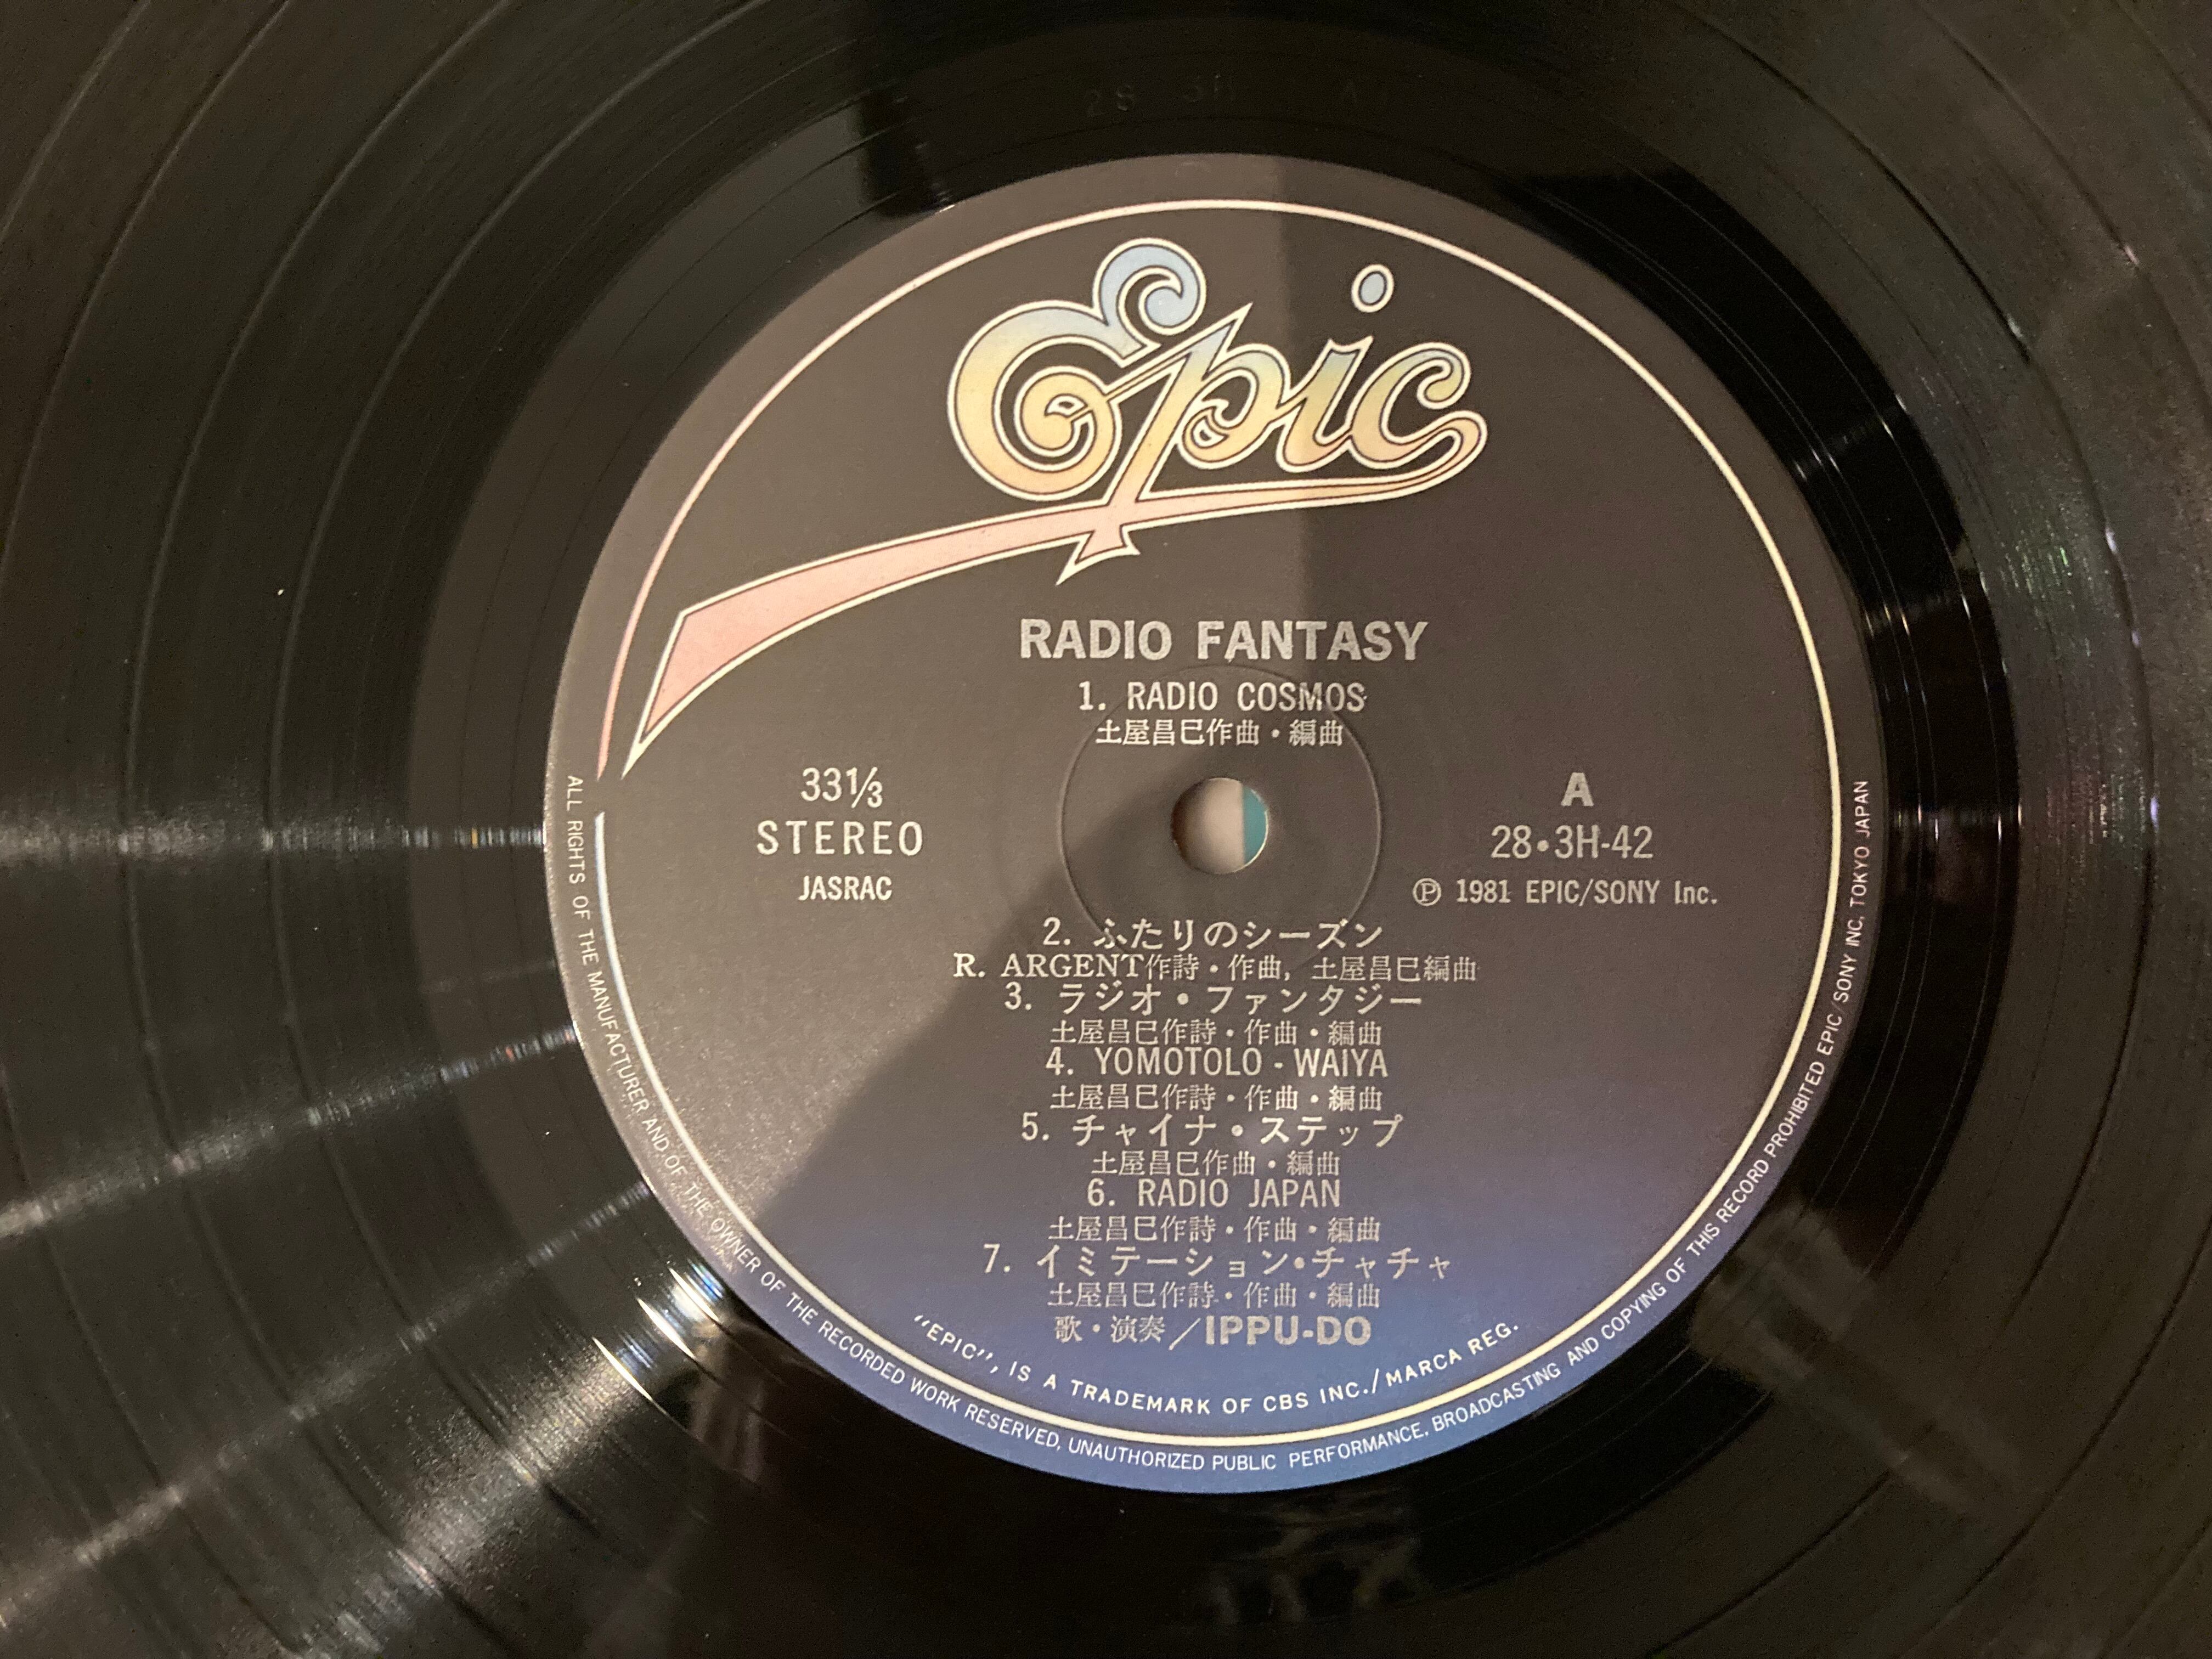 28 3H A
Epic
RADIO FANTASY
1. RADIO COSMOS
土屋昌巳作曲・編曲
33⅓
STEREO
JASRAC
A
28・3H-42
Ⓟ 1981 EPIC/SONY Inc.
2. ふたりのシーズン
R. ARGENT作詩・作曲, 土屋昌巳編曲
3. ラジオ・ファンタジー
土屋昌巳作詩・作曲・編曲
4. YOMOTOLO - WAIYA
土屋昌巳作詩・作曲・編曲
5. チャイナ・ステップ
土屋昌巳作曲・編曲
6. RADIO JAPAN
土屋昌巳作詩・作曲・編曲
7. イミテーション・チャチャ
土屋昌巳作詩・作曲・編曲
歌・演奏／IPPU-DO
"EPIC", IS A TRADEMARK OF CBS INC./MARCA REG.
ALL RIGHTS OF THE MANUFACTURER AND OF THE OWNER OF THE RECORDED WORK RESERVED, UNAUTHORIZED PUBLIC PERFORMANCE, BROADCASTING AND COPYING OF THIS RECORD PROHIBITED EPIC/SONY INC, TOKYO JAPAN